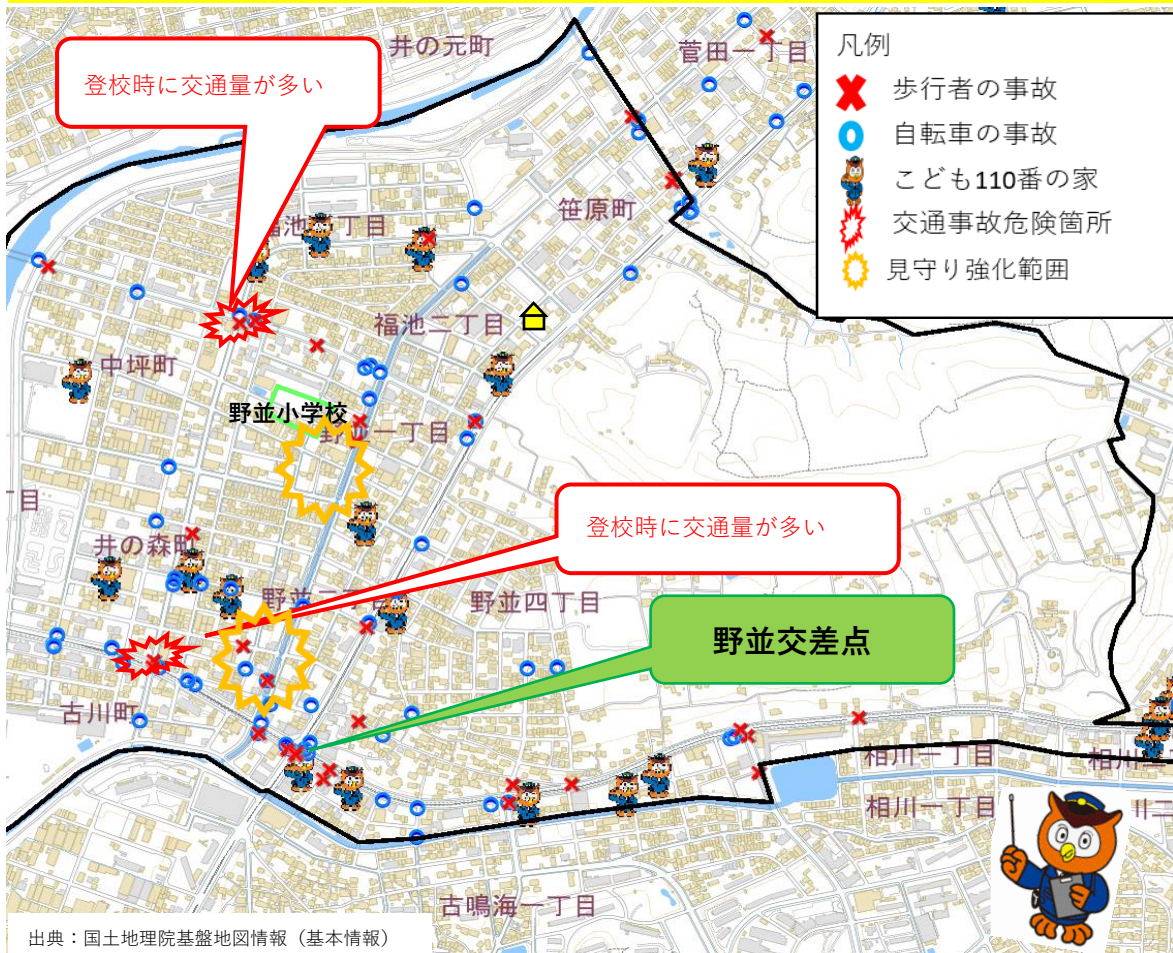 井の元町
菅田一丁目
凡例
歩行者の事故
自転車の事故
こども110番の家
交通事故危険箇所
見守り強化範囲
登校時に交通量が多い
笹原町
丁目
福池二丁目
中坪町
野並小学校
一丁目
丁目
登校時に交通量が多い
井の森町
野並二丁目
野並四丁目
野並交差点
古川町
相川一丁目
相川
相川一丁目
古鳴海一丁目
出典：国土地理院基盤地図情報（基本情報）